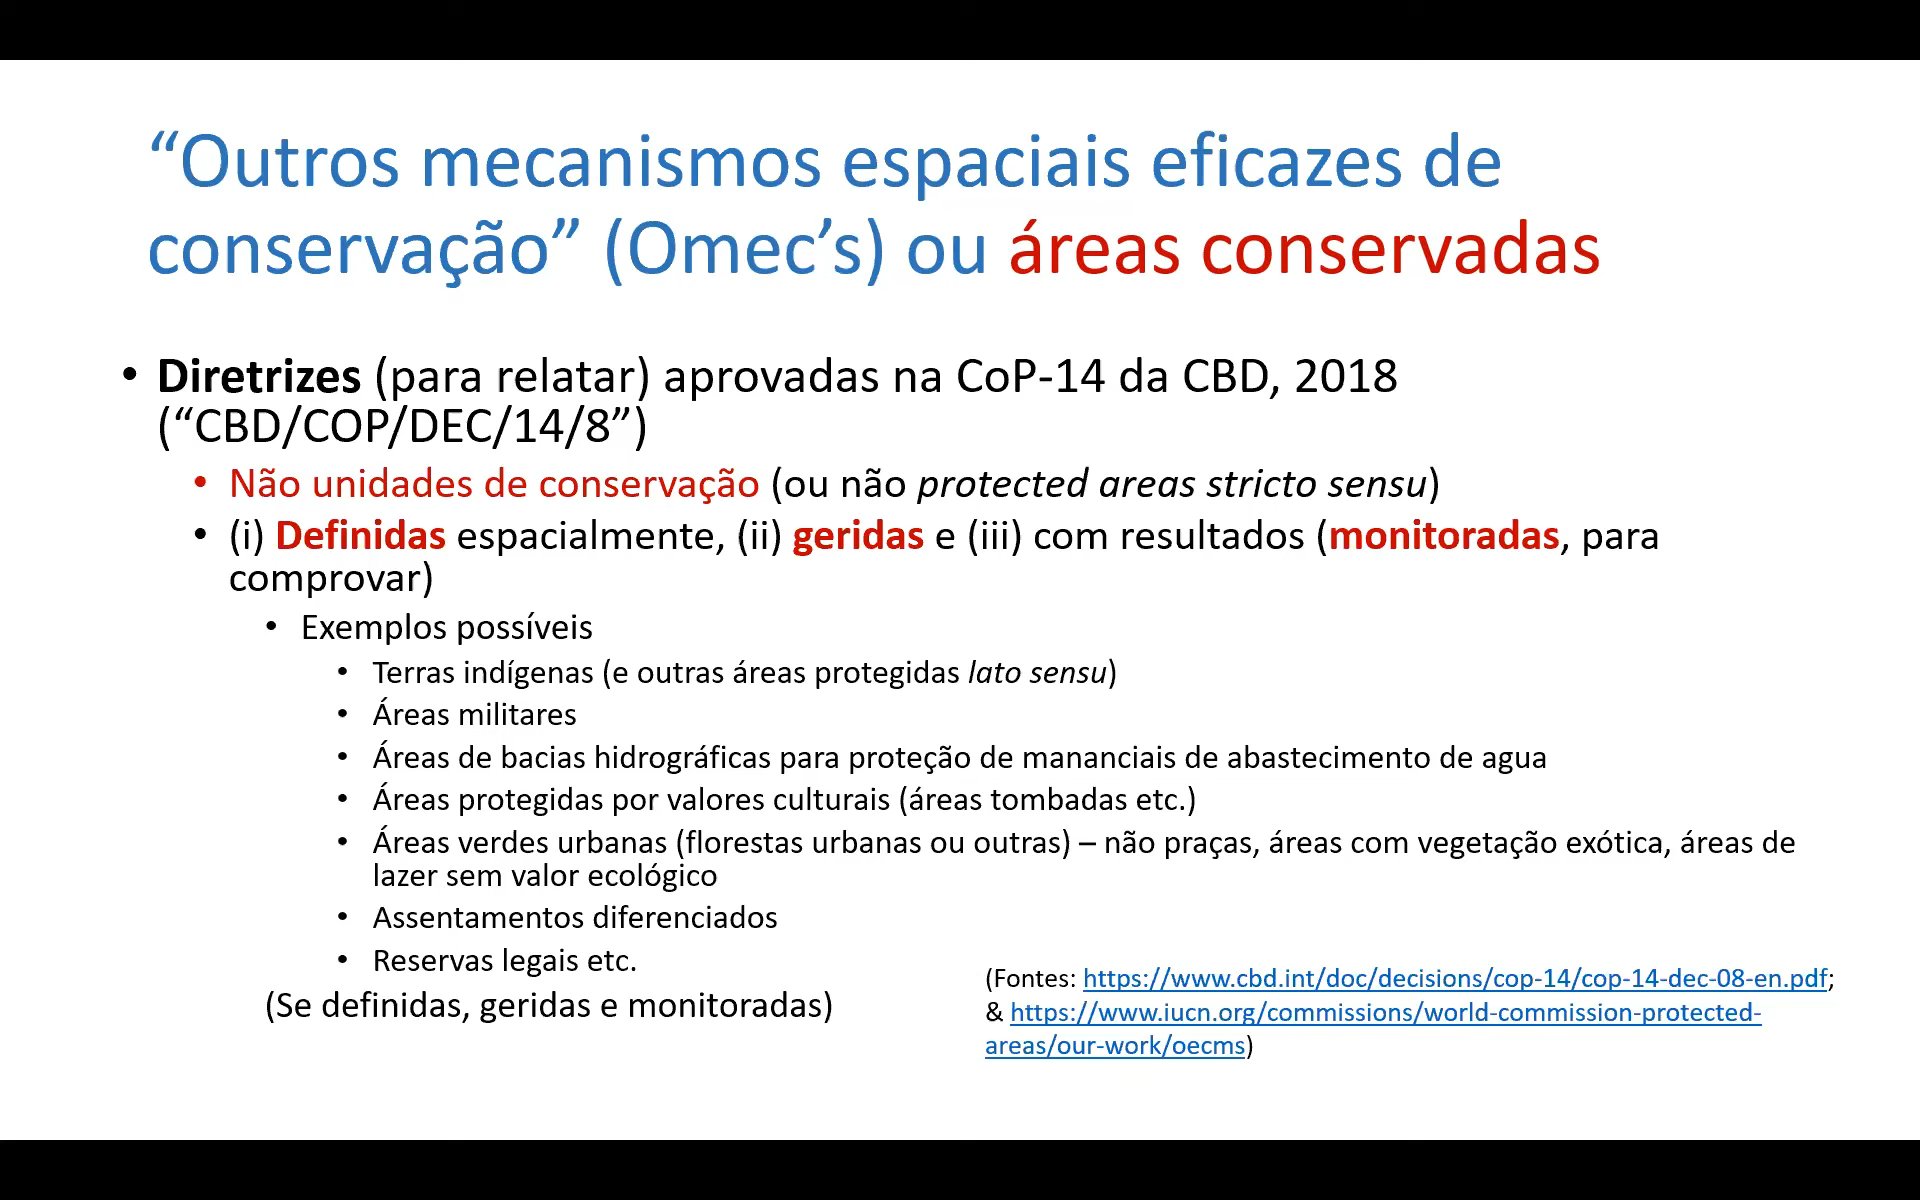 “Outros mecanismos espaciais eficazes de
conservação” (Omec’s) ou áreas conservadas
• Diretrizes (para relatar) aprovadas na CoP-14 da CBD, 2018
(“CBD/COP/DEC/14/8”)
• Não unidades de conservação (ou não protected areas stricto sensu)
• (i) Definidas espacialmente, (ii) geridas e (iii) com resultados (monitoradas, para
comprovar)
• Exemplos possíveis
• Terras indígenas (e outras áreas protegidas lato sensu)
• Áreas militares
• Áreas de bacias hidrográficas para proteção de mananciais de abastecimento de agua
• Áreas protegidas por valores culturais (áreas tombadas etc.)
• Áreas verdes urbanas (florestas urbanas ou outras) – não praças, áreas com vegetação exótica, áreas de
lazer sem valor ecológico
• Assentamentos diferenciados
• Reservas legais etc.
(Se definidas, geridas e monitoradas)
(Fontes: https://www.cbd.int/doc/decisions/cop-14/cop-14-dec-08-en.pdf;
& https://www.iucn.org/commissions/world-commission-protected-
areas/our-work/oecms)